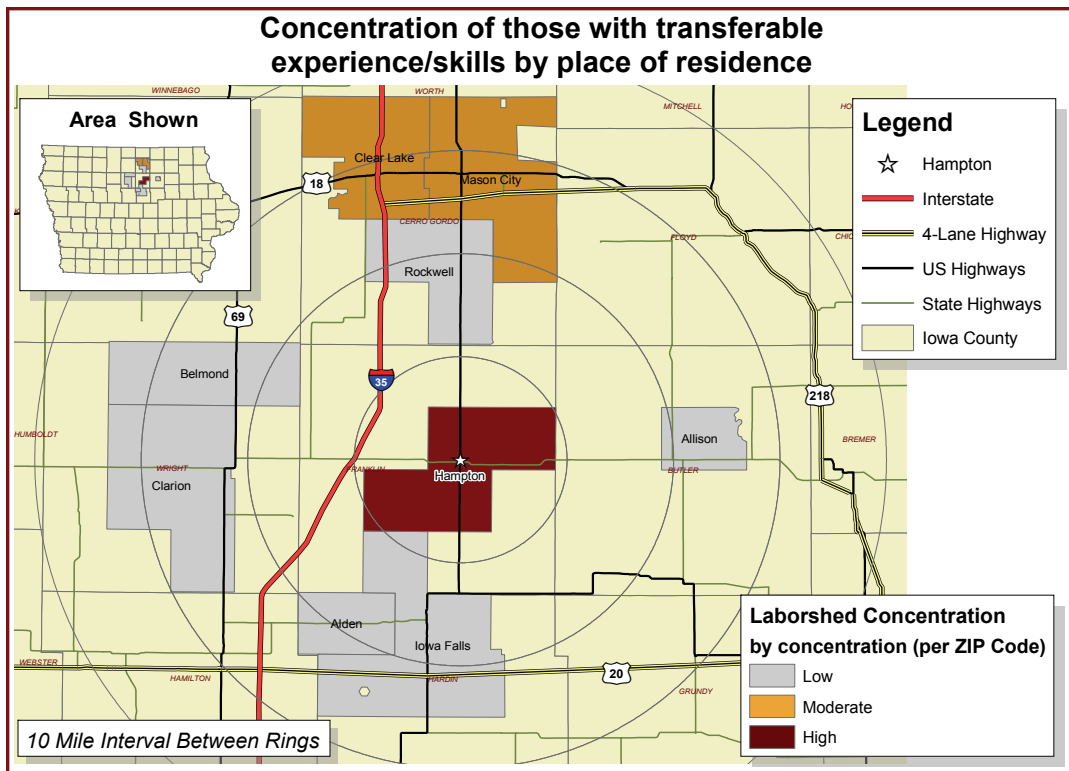 Concentration of those with transferable
experience/skills by place of residence
WINNEBAGO
WORTH
MITCHELL
HO
Area Shown
Legend
Hampton
Interstate
4-Lane Highway
US Highways
State Highways
Iowa County
Clear Lake
18
Mason City
CERRO GORDO
FLOYD
CHIC
Rockwell
69
Belmond
35
218
HUMBOLDT
Allison
BREMER
WRIGHT
FRANKLIN
Hampton
BUTLER
Clarion
Alden
Iowa Falls
WEBSTER
HAMILTON
HARDIN
20
GRUNDY
Laborshed Concentration
by concentration (per ZIP Code)
Low
Moderate
High
10 Mile Interval Between Rings